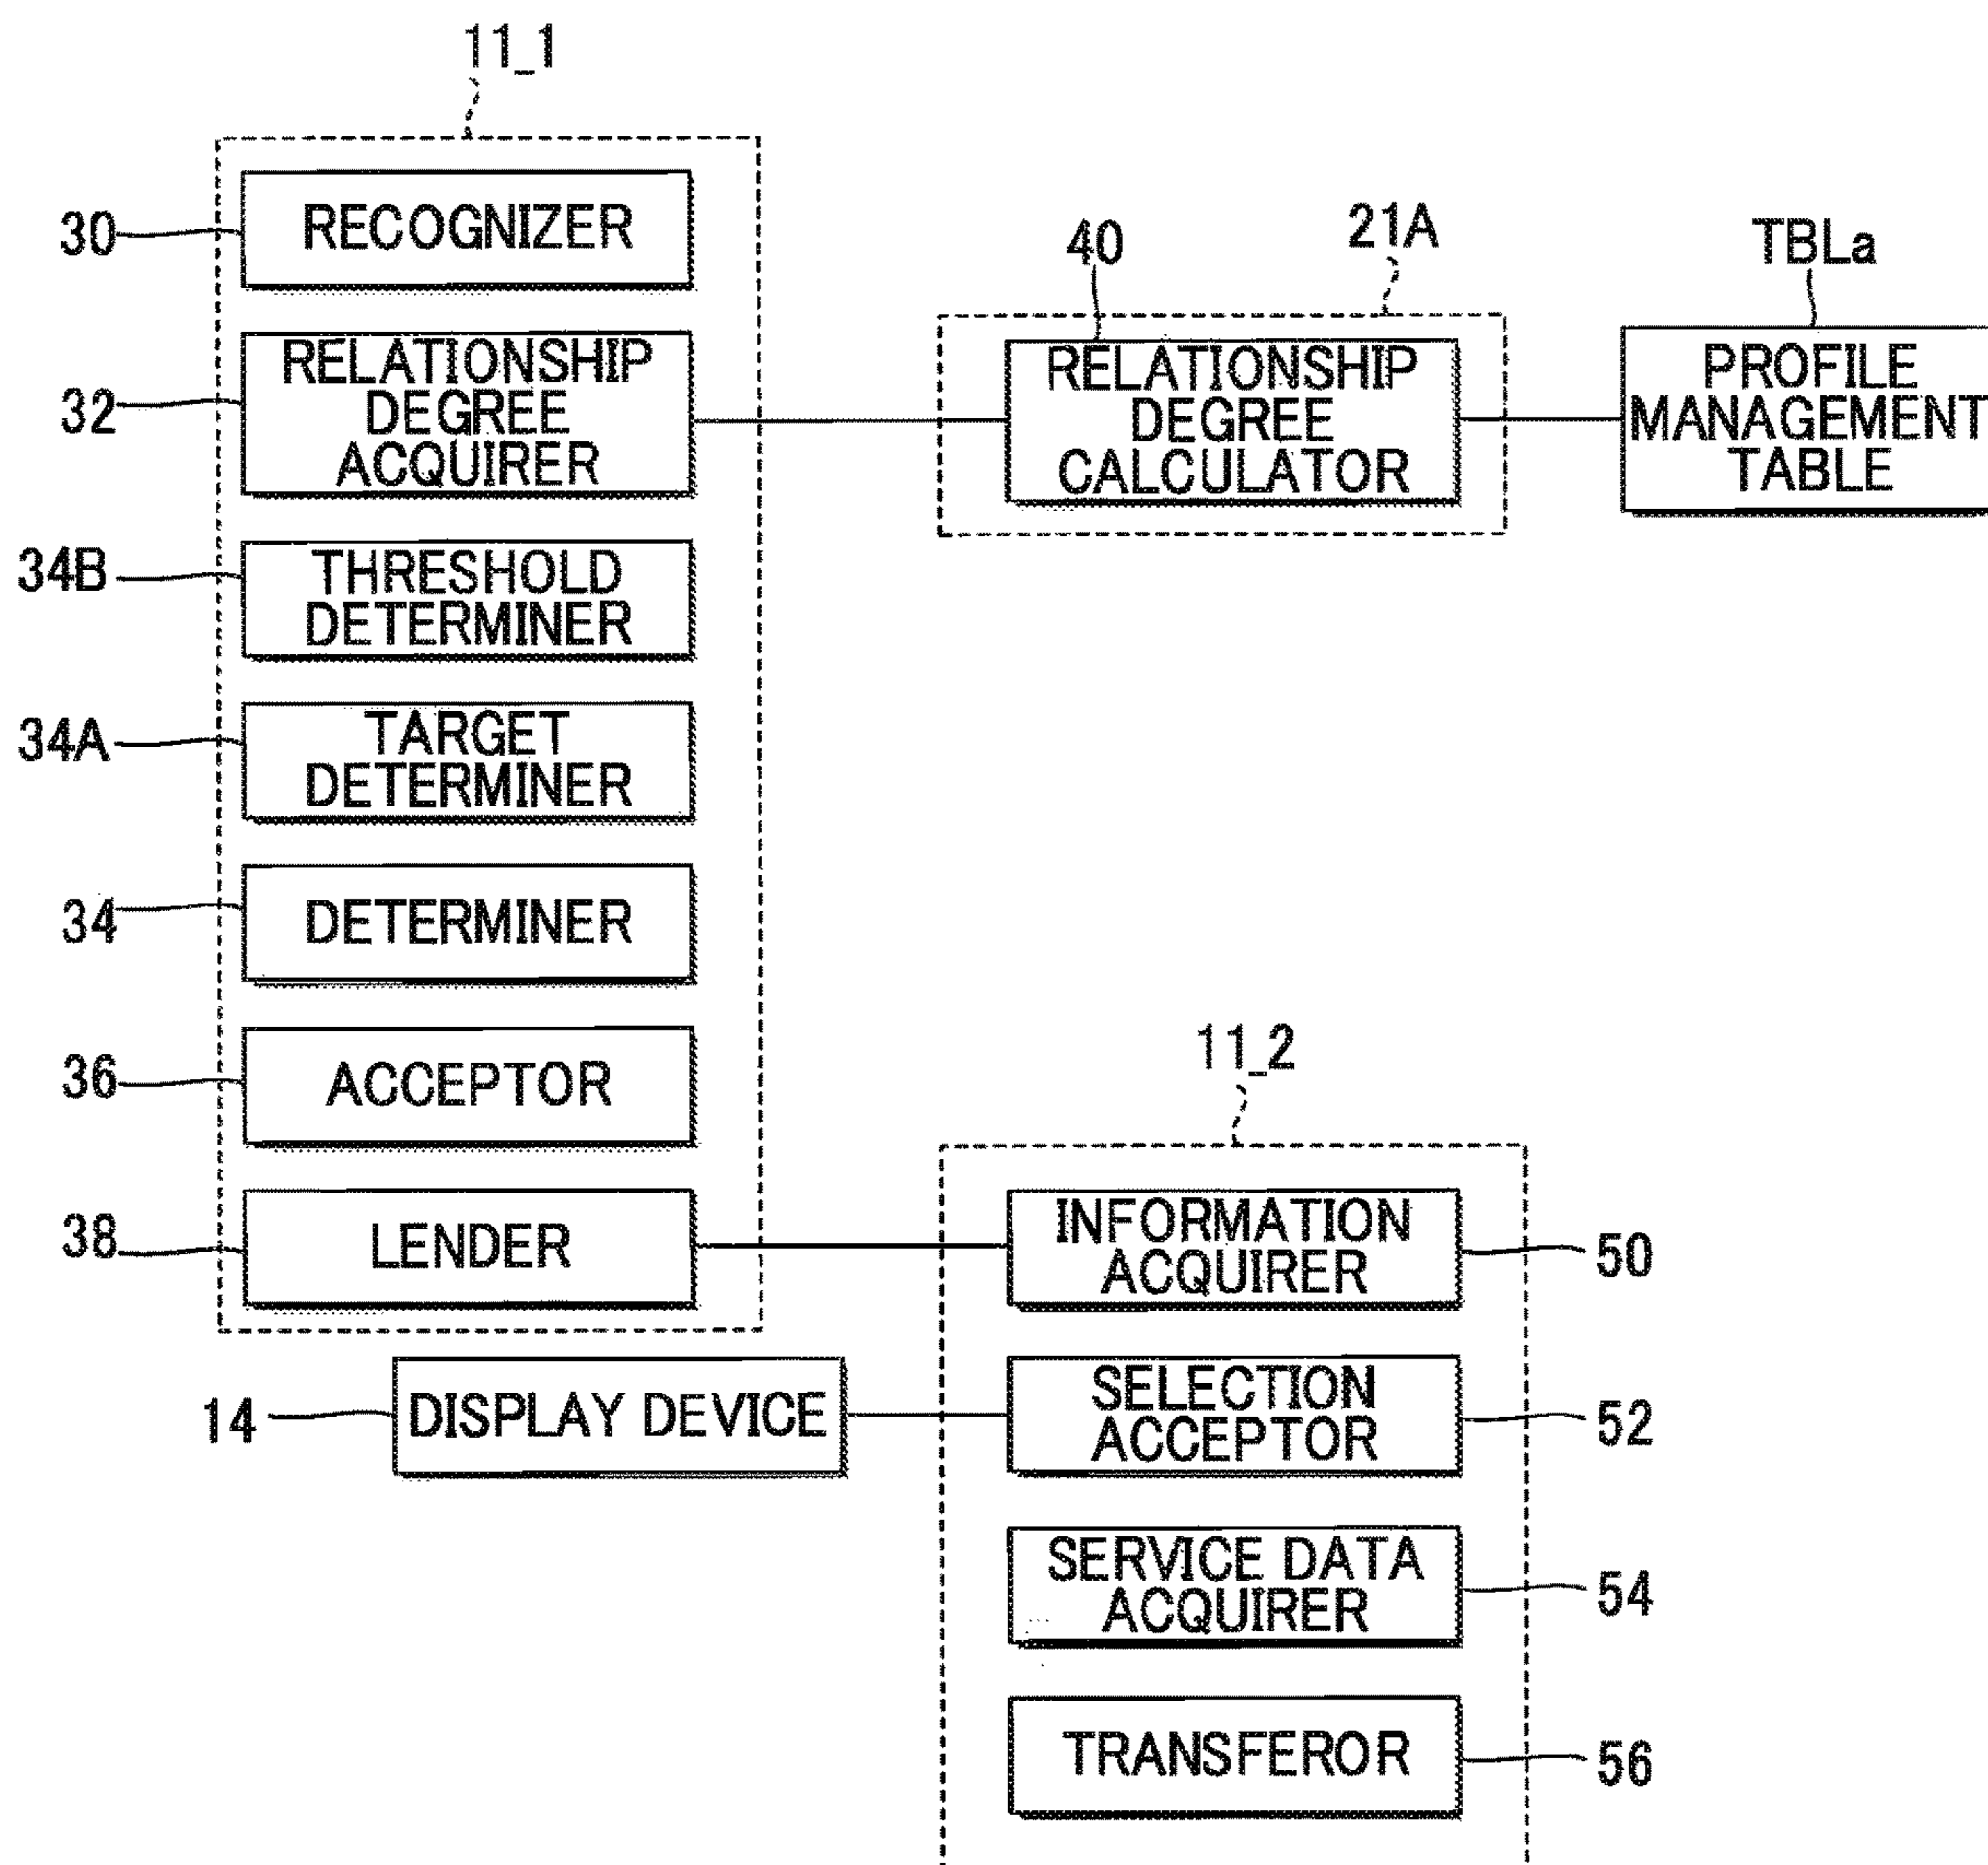 11_1
30
RECOGNIZER
32
RELATIONSHIP
DEGREE
ACQUIRER
34B
THRESHOLD
DETERMINER
34A
TARGET
DETERMINER
34
DETERMINER
36
ACCEPTOR
38
LENDER
21A
40
RELATIONSHIP
DEGREE
CALCULATOR
TBLa
PROFILE
MANAGEMENT
TABLE
14
DISPLAY DEVICE
11_2
INFORMATION
ACQUIRER
50
SELECTION
ACCEPTOR
52
SERVICE DATA
ACQUIRER
54
TRANSFEROR
56